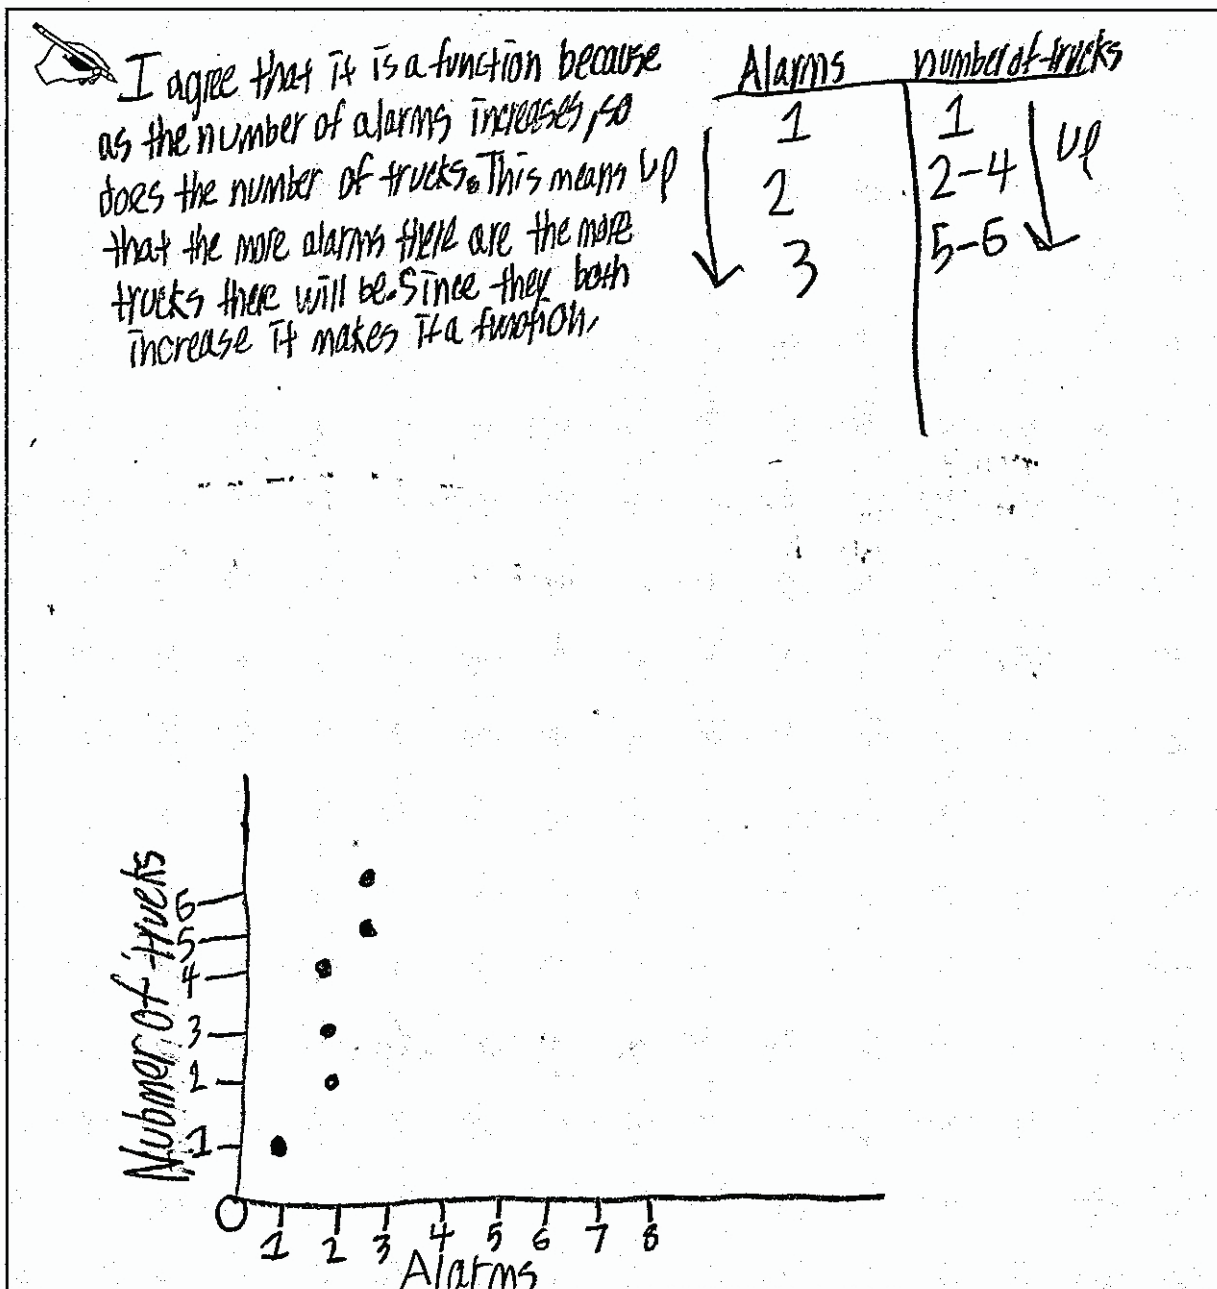 I agree that it is a function because
as the number of alarms increases, so
does the number of trucks. This means
that the more alarms there are the more
trucks there will be. Since they both
increase it makes it a function.
Alarms number of trucks
1 1
2 2-4
3 5-6
up
up
Nubmer of trucks
6
5
4
3
2
1
0 1 2 3 4 5 6 7 8
Alarms